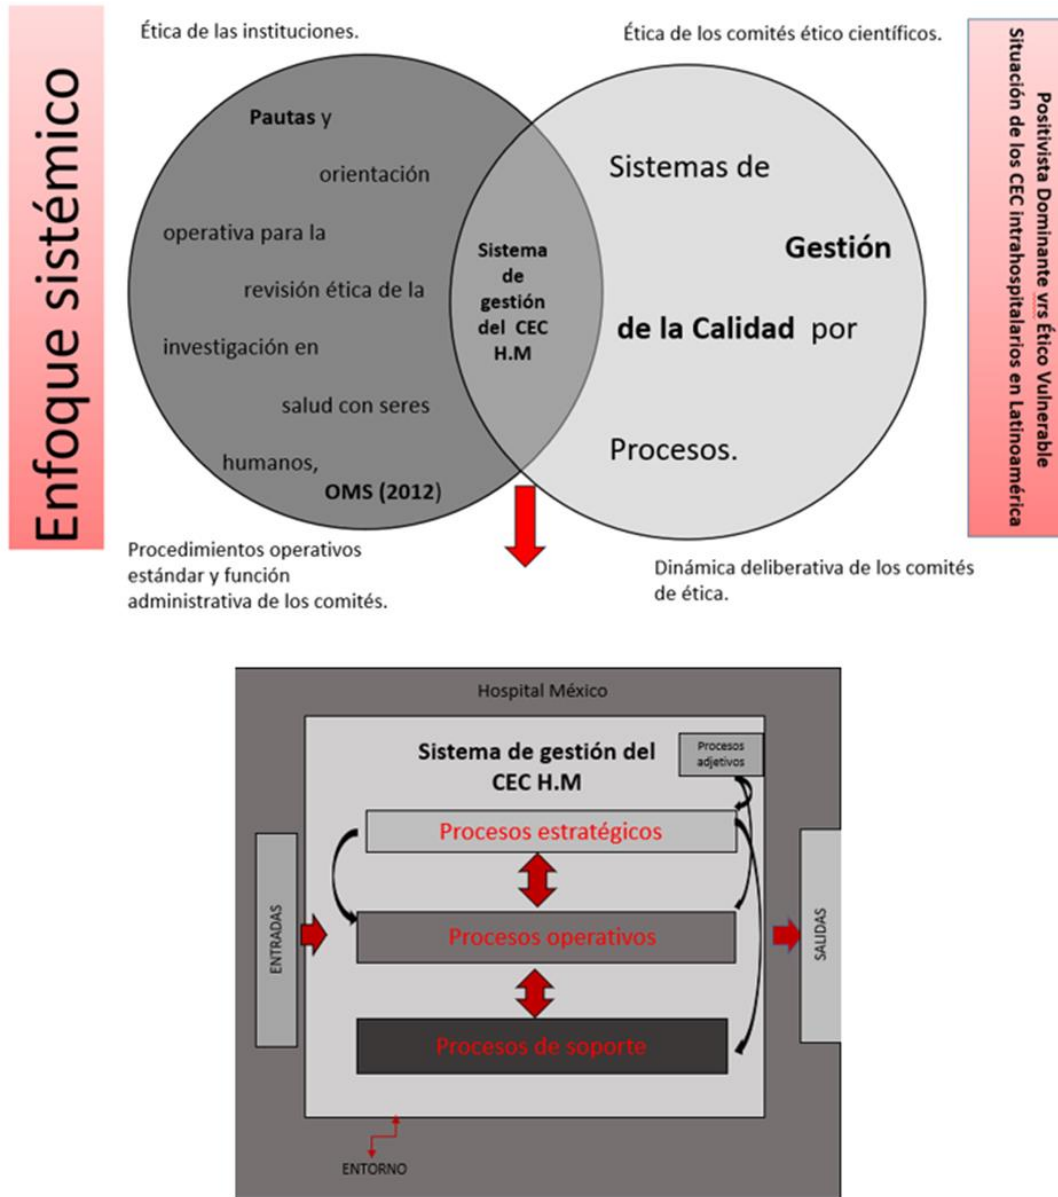 Enfoque sistémico
Ética de las instituciones.
Ética de los comités ético científicos.
Pautas y
orientación
operativa para la
revisión ética de la
investigación en
salud con seres
humanos,
OMS (2012)
Sistema
de
gestión
del CEC
H.M
Sistemas de
Gestión
de la Calidad por
Procesos.
Positivista Dominante vrs Ético Vulnerable
Situación de los CEC intrahospitalarios en Latinoamérica
Procedimientos operativos
estándar y función
administrativa de los comités.
Dinámica deliberativa de los comités
de ética.
Hospital México
Sistema de gestión del
CEC H.M
Procesos
adjetivos
Procesos estratégicos
ENTRADAS
Procesos operativos
SALIDAS
Procesos de soporte
ENTORNO